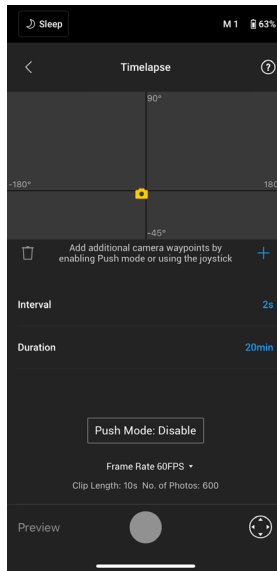 Sleep
M 1 63%
Timelapse
90°
-180° 180
-45°
Add additional camera waypoints by
enabling Push mode or using the joystick
Interval 2s
Duration 20min
Push Mode: Disable
Frame Rate 60FPS
Clip Length: 10s No. of Photos: 600
Preview